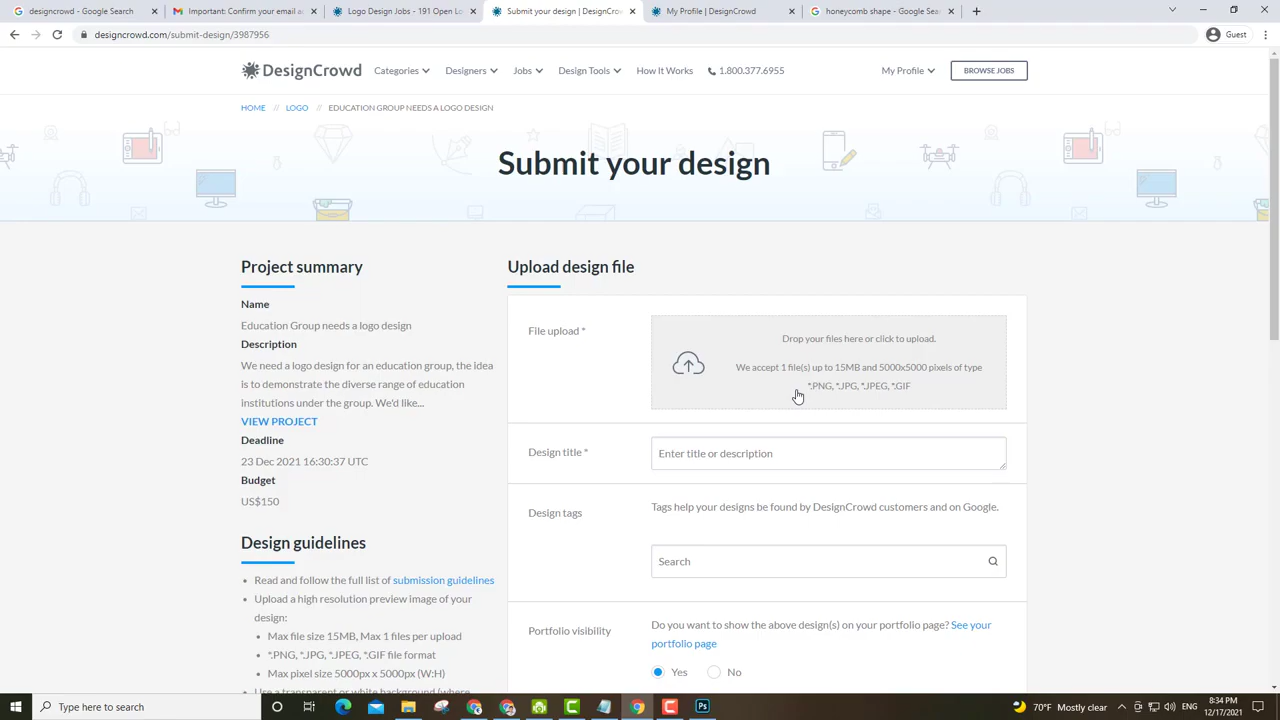 designcrowd - Google Search
Important: Confirm your email a
Logo Design Jobs - 191 Open Lo
Submit your design | DesignCrow
My Profile | DesignCrowd
honeycomb shape - Google Sear
designcrowd.com/submit-design/3987956
Guest
DesignCrowd
Categories
Designers
Jobs
Design Tools
How It Works
1.800.377.6955
My Profile
BROWSE JOBS
HOME // LOGO // EDUCATION GROUP NEEDS A LOGO DESIGN
Submit your design
Project summary
Name
Education Group needs a logo design
Description
We need a logo design for an education group, the idea
is to demonstrate the diverse range of education
institutions under the group. We'd like...
VIEW PROJECT
Deadline
23 Dec 2021 16:30:37 UTC
Budget
US$150
Design guidelines
• Read and follow the full list of submission guidelines
• Upload a high resolution preview image of your
design:
• Max file size 15MB, Max 1 files per upload
• *.PNG, *.JPG, *.JPEG, *.GIF file format
• Max pixel size 5000px x 5000px (W:H)
• Use a transparent or white background (where
Upload design file
File upload *
Drop your files here or click to upload.
We accept 1 file(s) up to 15MB and 5000x5000 pixels of type
*.PNG, *.JPG, *.JPEG, *.GIF
Design title *
Enter title or description
Design tags
Tags help your designs be found by DesignCrowd customers and on Google.
Search
Portfolio visibility
Do you want to show the above design(s) on your portfolio page? See your
portfolio page
Yes
No
Type here to search
70°F Mostly clear
ENG
8:34 PM
12/17/2021